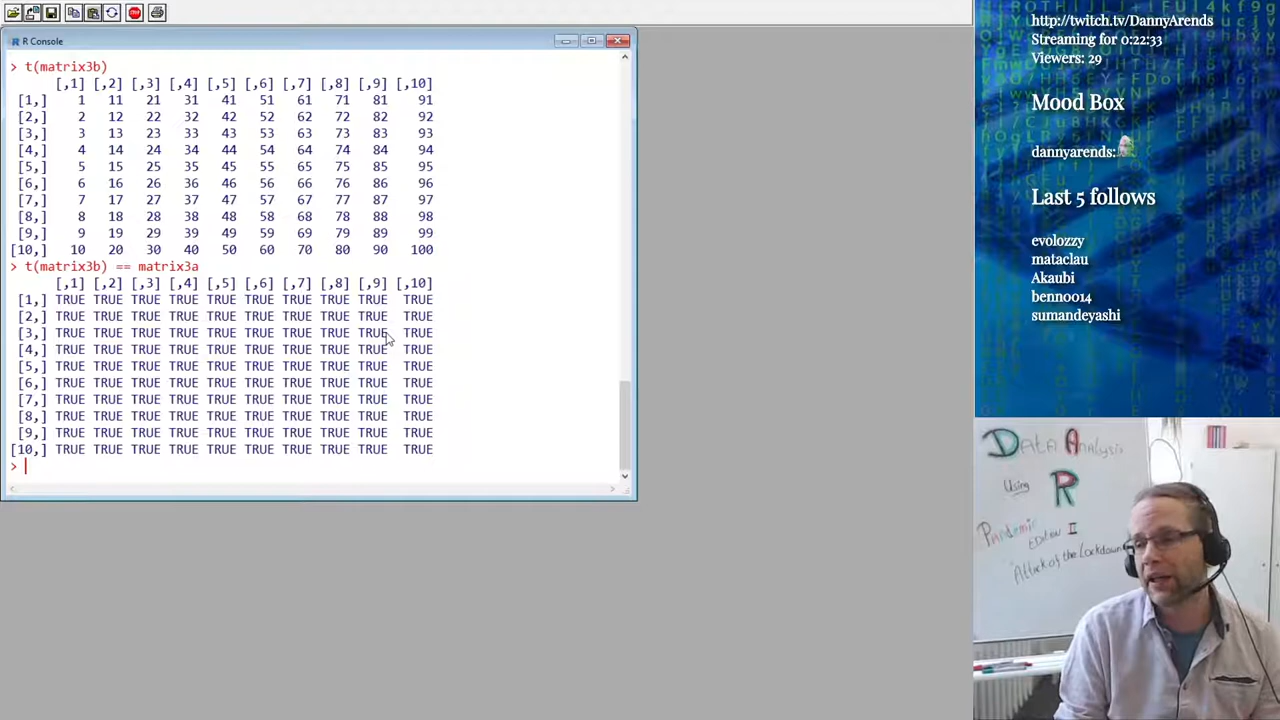 R Console
> t(matrix3b)
[,1] [,2] [,3] [,4] [,5] [,6] [,7] [,8] [,9] [,10]
[1,] 1 11 21 31 41 51 61 71 81 91
[2,] 2 12 22 32 42 52 62 72 82 92
[3,] 3 13 23 33 43 53 63 73 83 93
[4,] 4 14 24 34 44 54 64 74 84 94
[5,] 5 15 25 35 45 55 65 75 85 95
[6,] 6 16 26 36 46 56 66 76 86 96
[7,] 7 17 27 37 47 57 67 77 87 97
[8,] 8 18 28 38 48 58 68 78 88 98
[9,] 9 19 29 39 49 59 69 79 89 99
[10,] 10 20 30 40 50 60 70 80 90 100
> t(matrix3b) == matrix3a
[,1] [,2] [,3] [,4] [,5] [,6] [,7] [,8] [,9] [,10]
[1,] TRUE TRUE TRUE TRUE TRUE TRUE TRUE TRUE TRUE TRUE
[2,] TRUE TRUE TRUE TRUE TRUE TRUE TRUE TRUE TRUE TRUE
[3,] TRUE TRUE TRUE TRUE TRUE TRUE TRUE TRUE TRUE TRUE
[4,] TRUE TRUE TRUE TRUE TRUE TRUE TRUE TRUE TRUE TRUE
[5,] TRUE TRUE TRUE TRUE TRUE TRUE TRUE TRUE TRUE TRUE
[6,] TRUE TRUE TRUE TRUE TRUE TRUE TRUE TRUE TRUE TRUE
[7,] TRUE TRUE TRUE TRUE TRUE TRUE TRUE TRUE TRUE TRUE
[8,] TRUE TRUE TRUE TRUE TRUE TRUE TRUE TRUE TRUE TRUE
[9,] TRUE TRUE TRUE TRUE TRUE TRUE TRUE TRUE TRUE TRUE
[10,] TRUE TRUE TRUE TRUE TRUE TRUE TRUE TRUE TRUE TRUE
>
http://twitch.tv/DannyArends
Streaming for 0:22:33
Viewers: 29
Mood Box
dannyarends:
Last 5 follows
evolozzy
mataclau
Akaubi
benno014
sumandeyashi
Data Analysis
Using
R
Pandemic
Edition II
Attack of the Lockdown